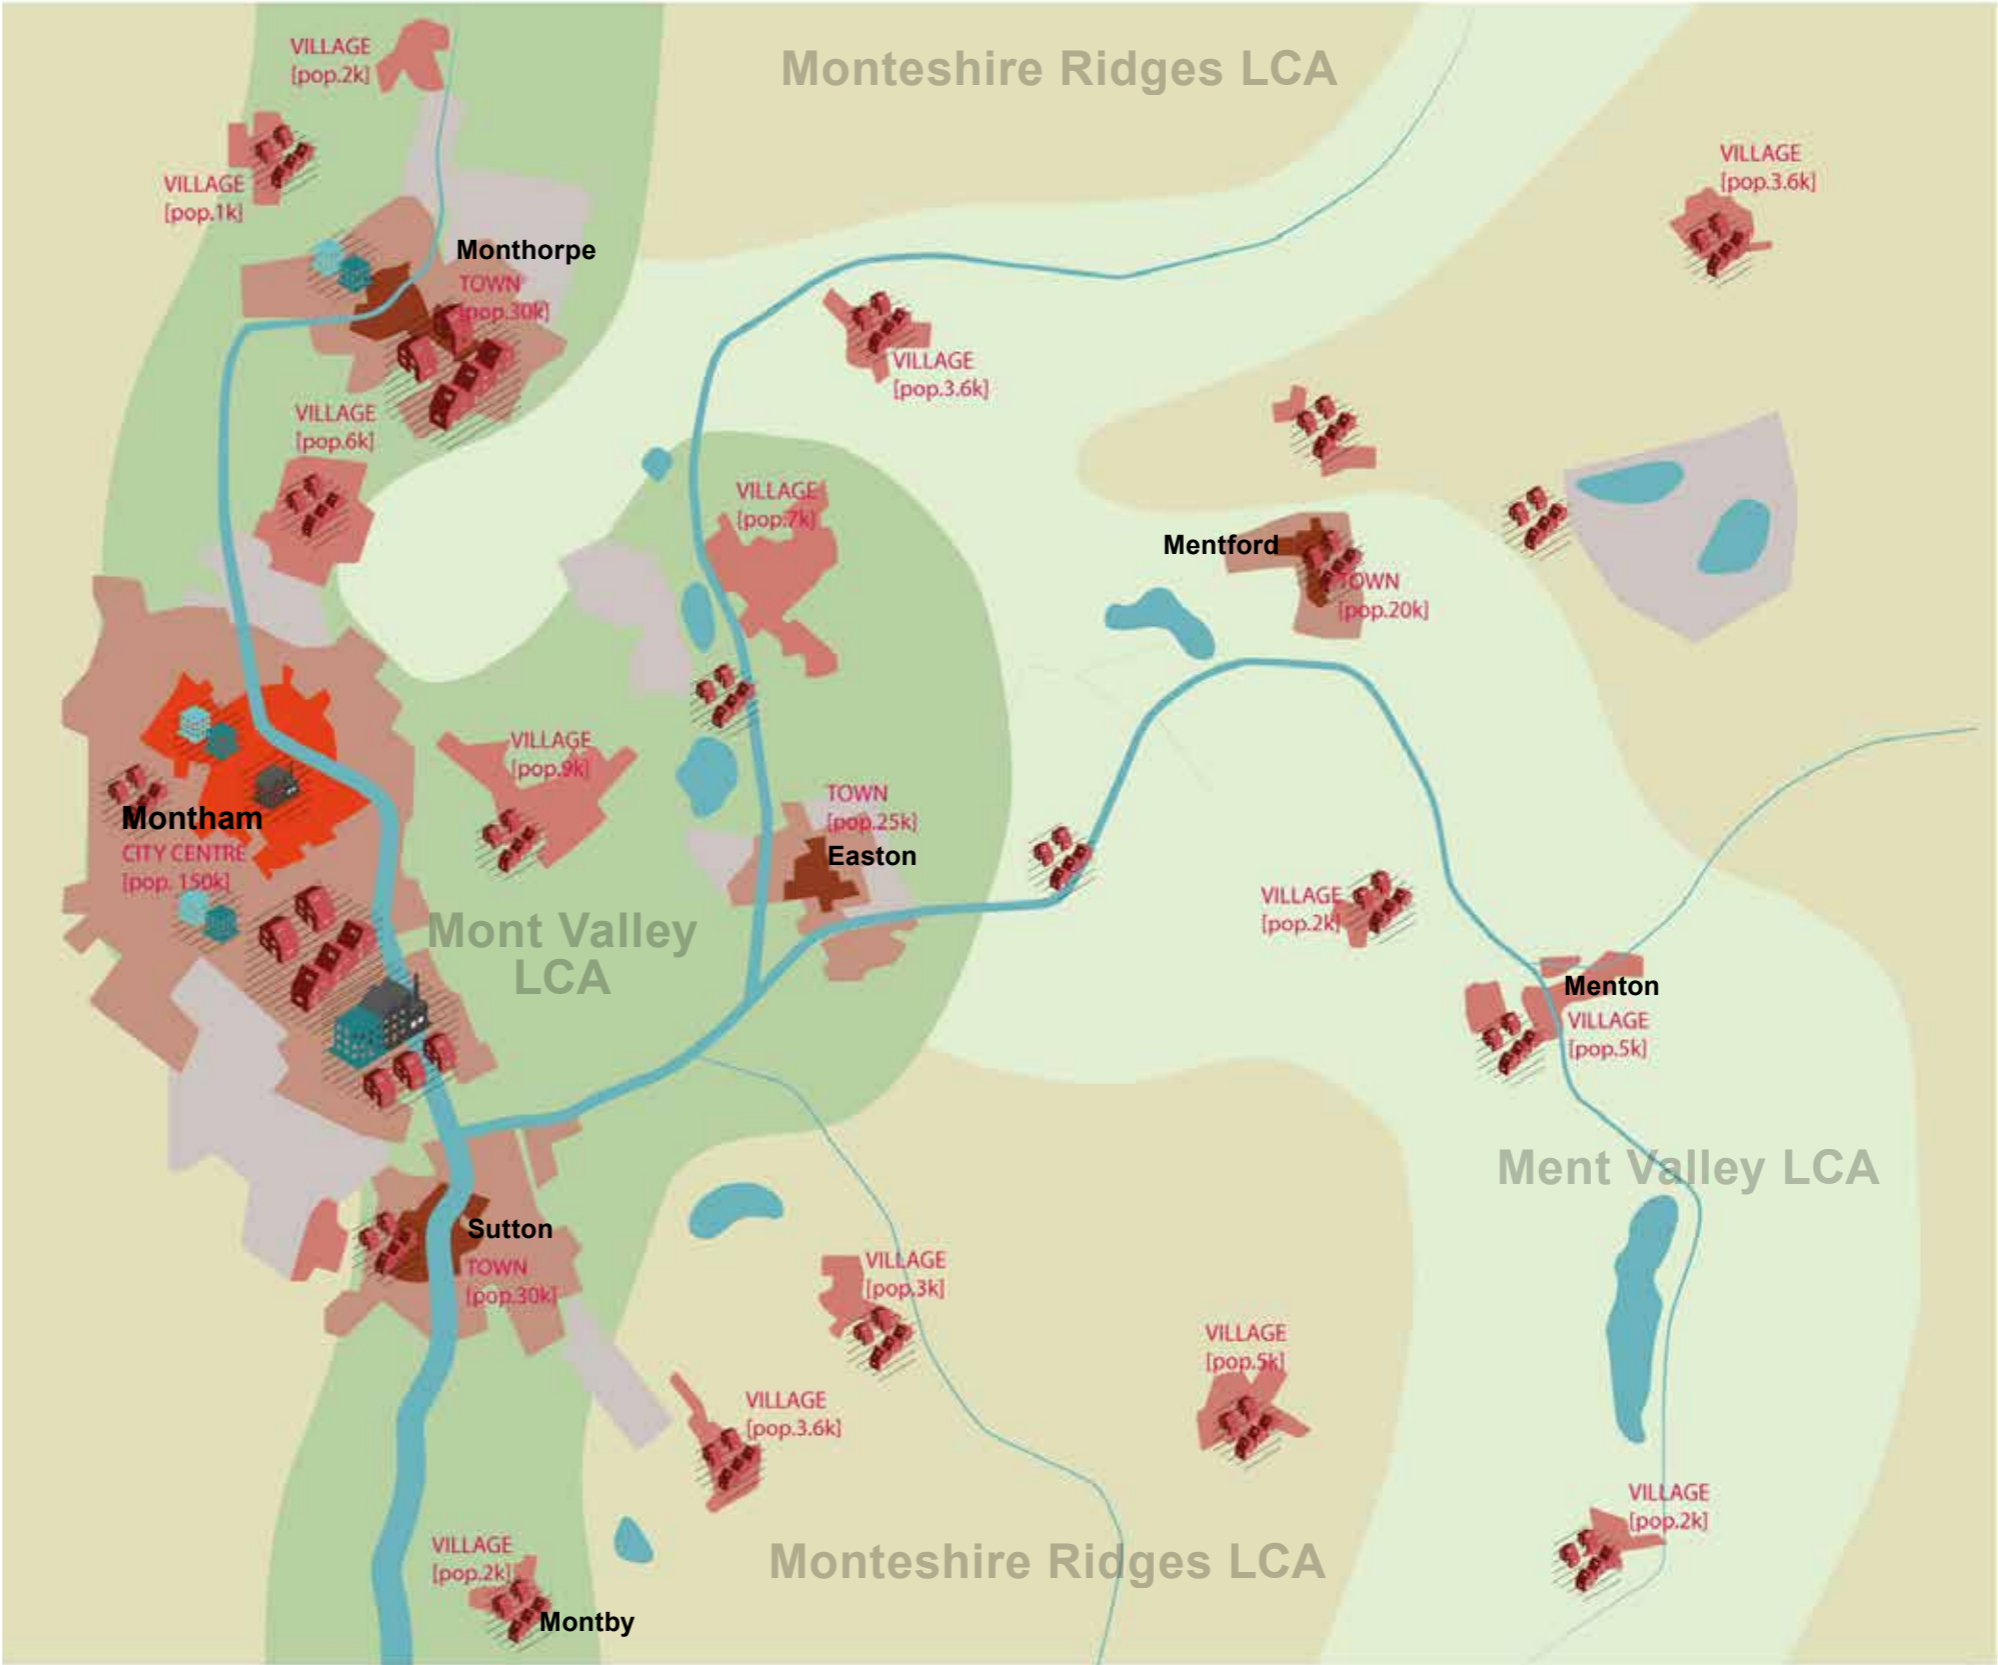 VILLAGE
[pop.2k]
Monteshire Ridges LCA
VILLAGE
[pop.1k]
VILLAGE
[pop.3.6k]
Monthorpe
TOWN
[pop.30k]
VILLAGE
[pop.3.6k]
VILLAGE
[pop.6k]
VILLAGE
[pop.7k]
Mentford
TOWN
[pop.20k]
VILLAGE
[pop.9k]
TOWN
[pop.25k]
Easton
Montham
CITY CENTRE
[pop. 150k]
Mont Valley
LCA
VILLAGE
[pop.2k]
Menton
VILLAGE
[pop.5k]
Ment Valley LCA
Sutton
TOWN
[pop.30k]
VILLAGE
[pop.3k]
VILLAGE
[pop.5k]
VILLAGE
[pop.3.6k]
VILLAGE
[pop.2k]
Monteshire Ridges LCA
VILLAGE
[pop.2k]
Montby